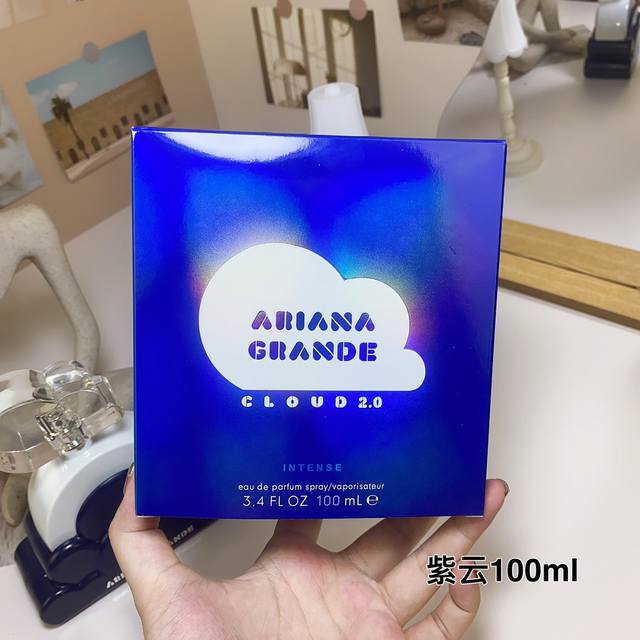 ARIANA
GRANDE
CLOUD 2.0
INTENSE
eau de parfum spray/vaporisateur
3.4 FL OZ 100 mL ℮
紫云100ml